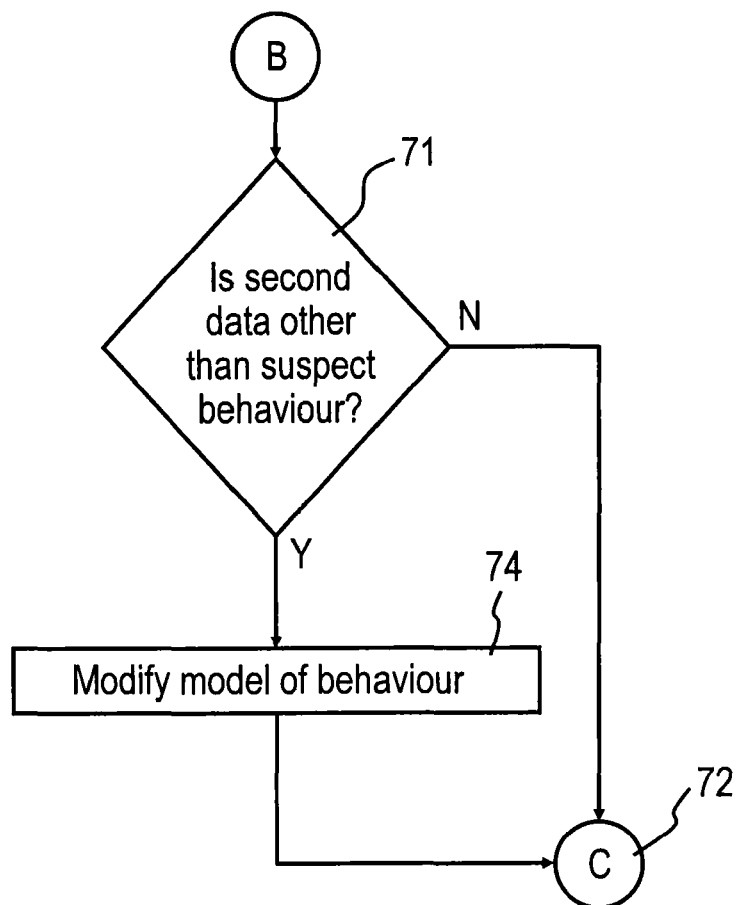 B
71
Is second
data other
than suspect
behaviour?
N
Y
74
Modify model of behaviour
72
C